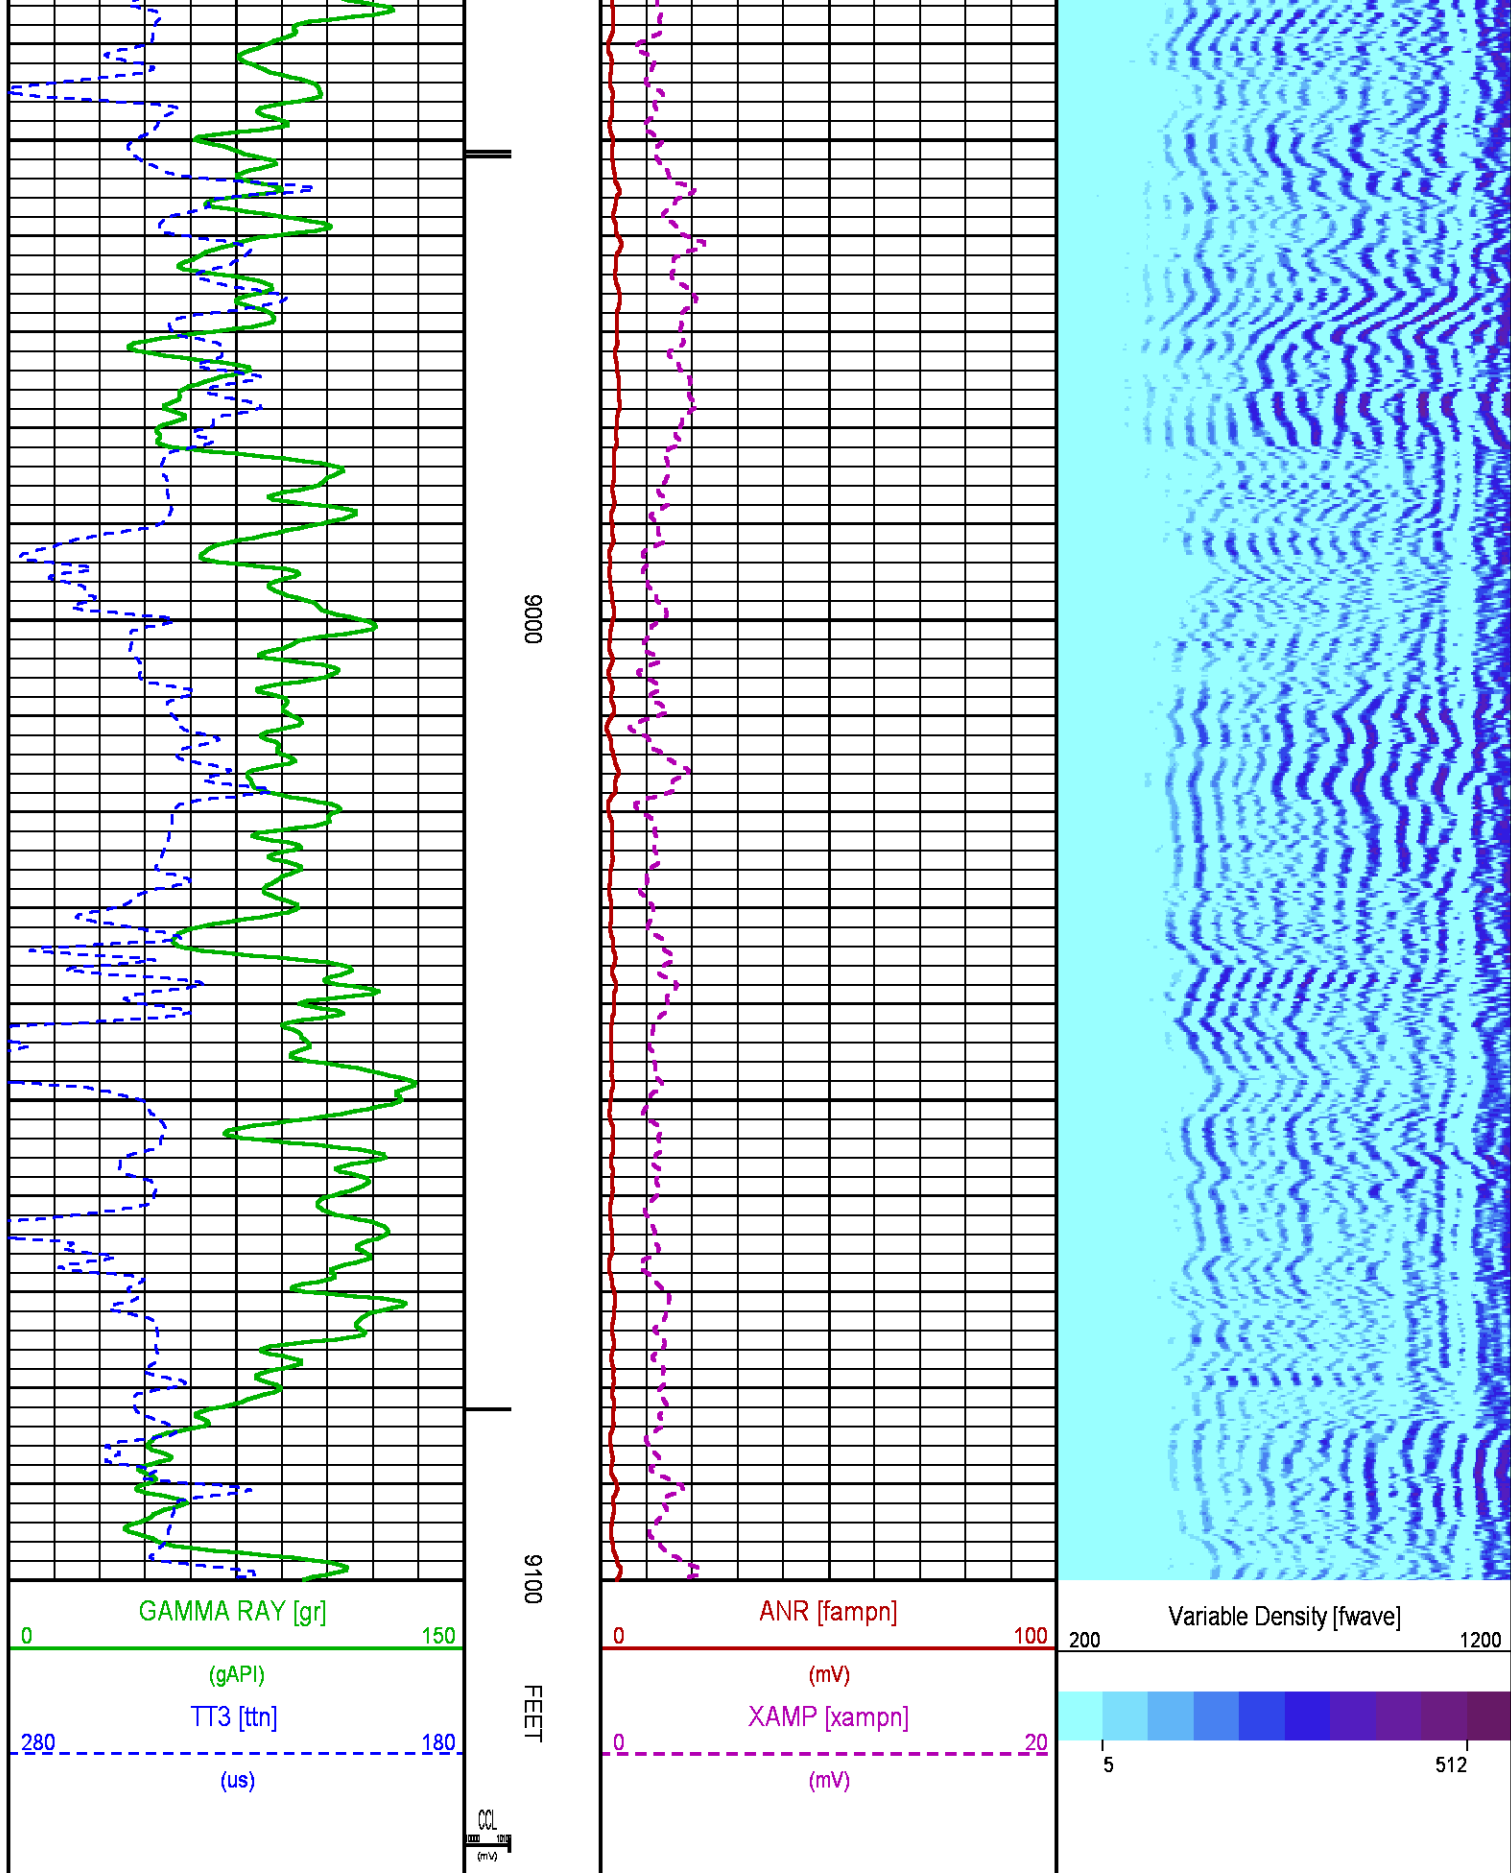 9000
9100
FEET
GAMMA RAY [gr]
0 150
(gAPI)
TT3 [ttn]
280 180
(us)
CCL
(mV)
ANR [fampn]
0 100
(mV)
XAMP [xampn]
0 20
(mV)
Variable Density [fwave]
200 1200
5 512